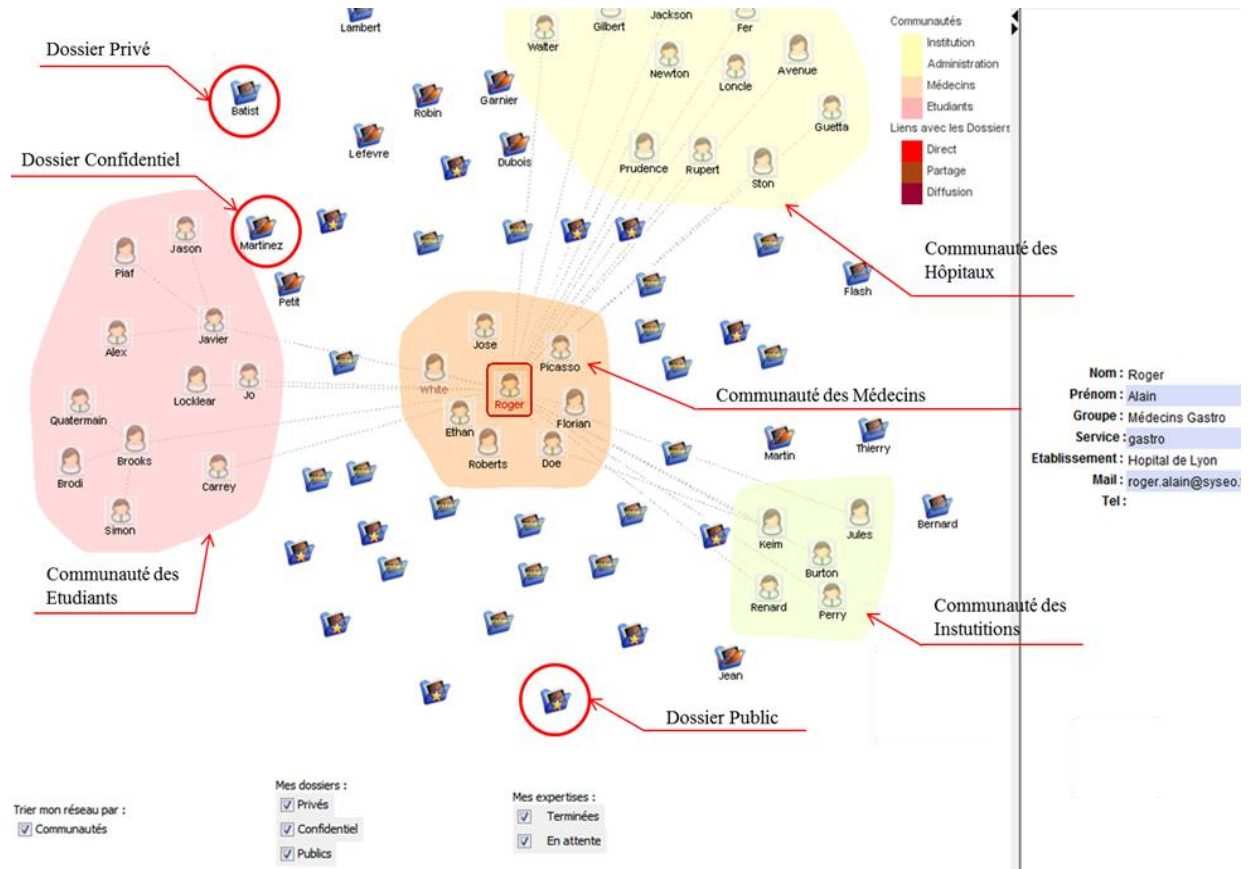 Lambert
Gilbert
Jackson
Fer
Walter
Newton
Loncle
Avenue
Guetta
Prudence
Rupert
Ston
Communautés
Institution
Administration
Médecins
Etudiants
Liens avec les Dossiers
Direct
Partage
Diffusion
Dossier Privé
Batist
Robin
Garnier
Lefevre
Dubois
Dossier Confidentiel
Martinez
Petit
Flash
Communauté des
Hôpitaux
Jason
Piaf
Alex
Javier
Locklear
Jo
Quatermain
Brooks
Brodi
Carrey
Simon
Jose
Picasso
White
Roger
Ethan
Florian
Roberts
Doe
Communauté des Médecins
Nom : Roger
Prénom : Alain
Groupe : Médecins Gastro
Service : gastro
Etablissement : Hopital de Lyon
Mail : roger.alain@syseo.
Tel :
Martin
Thierry
Bernard
Keim
Jules
Burton
Renard
Perry
Communauté des
Etudiants
Communauté des
Instutitions
Jean
Dossier Public
Trier mon réseau par :
Communautés
Mes dossiers :
Privés
Confidentiel
Publics
Mes expertises :
Terminées
En attente